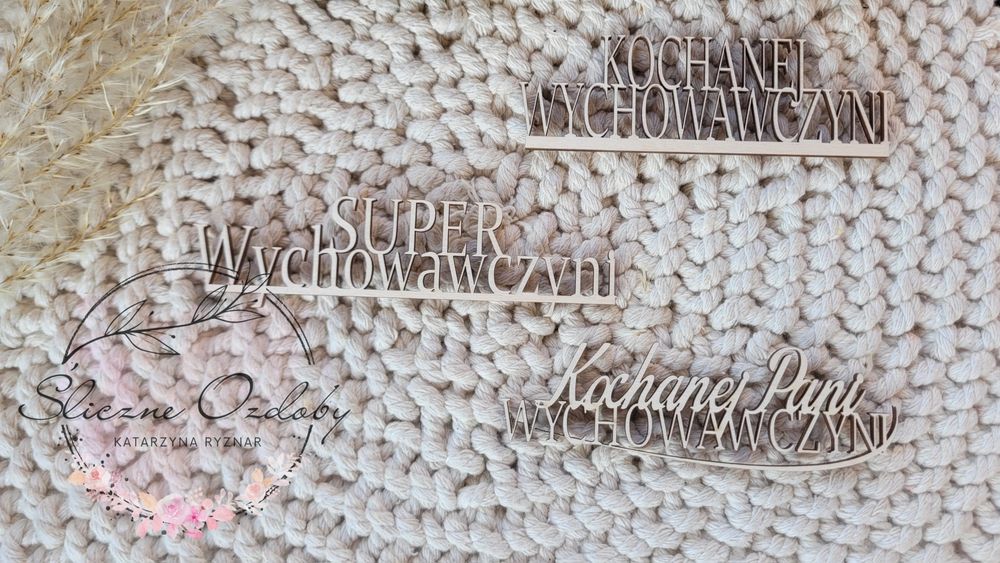 KOCHANEJ
WYCHOWAWCZYNI
SUPER
Wychowawczyni
Kochanej Pani
WYCHOWAWCZYNI
Śliczne Ozdoby
KATARZYNA RYZNAR